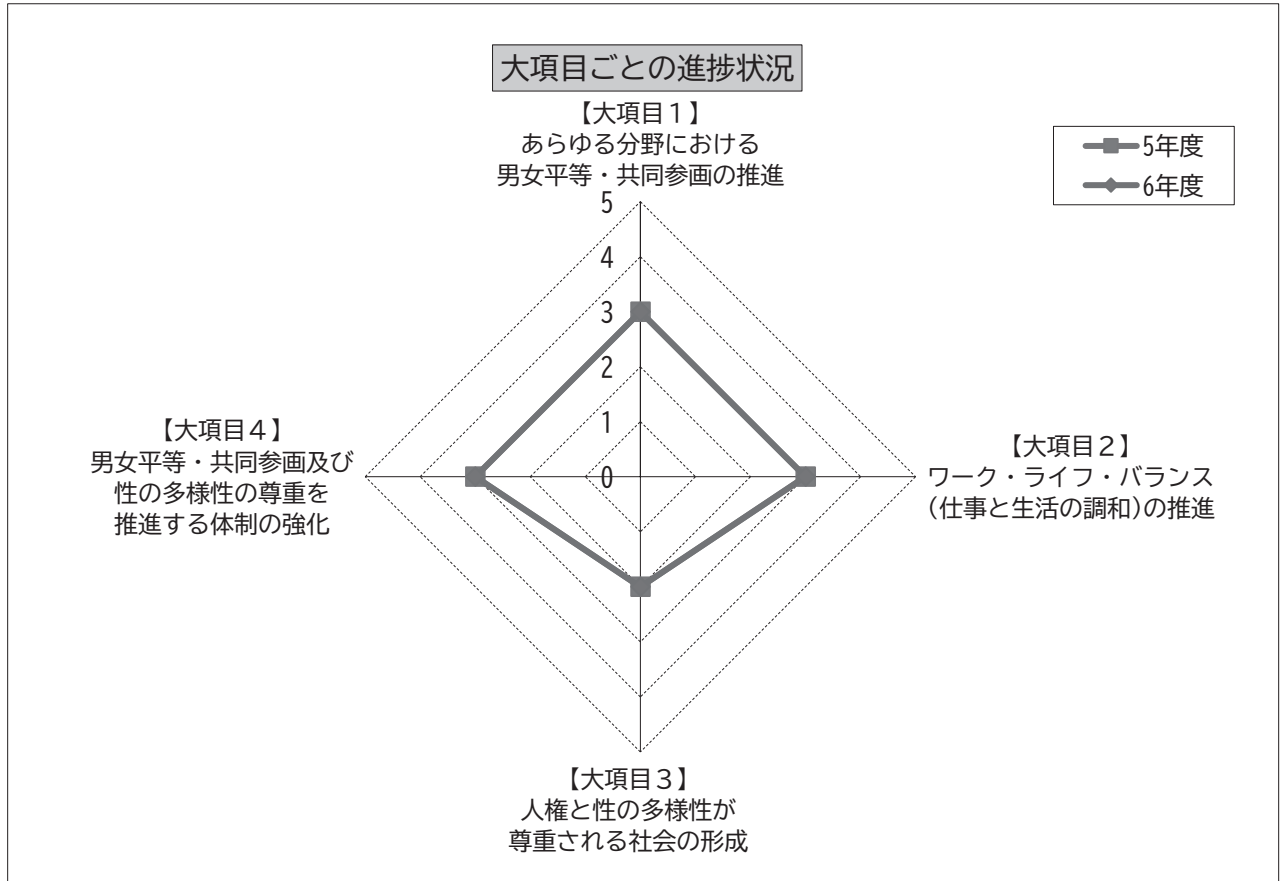 大項目ごとの進捗状況
【大項目１】
あらゆる分野における
男女平等・共同参画の推進
5年度
6年度
5
4
3
2
1
0
【大項目４】
男女平等・共同参画及び
性の多様性の尊重を
推進する体制の強化
【大項目２】
ワーク・ライフ・バランス
(仕事と生活の調和)の推進
【大項目３】
人権と性の多様性が
尊重される社会の形成